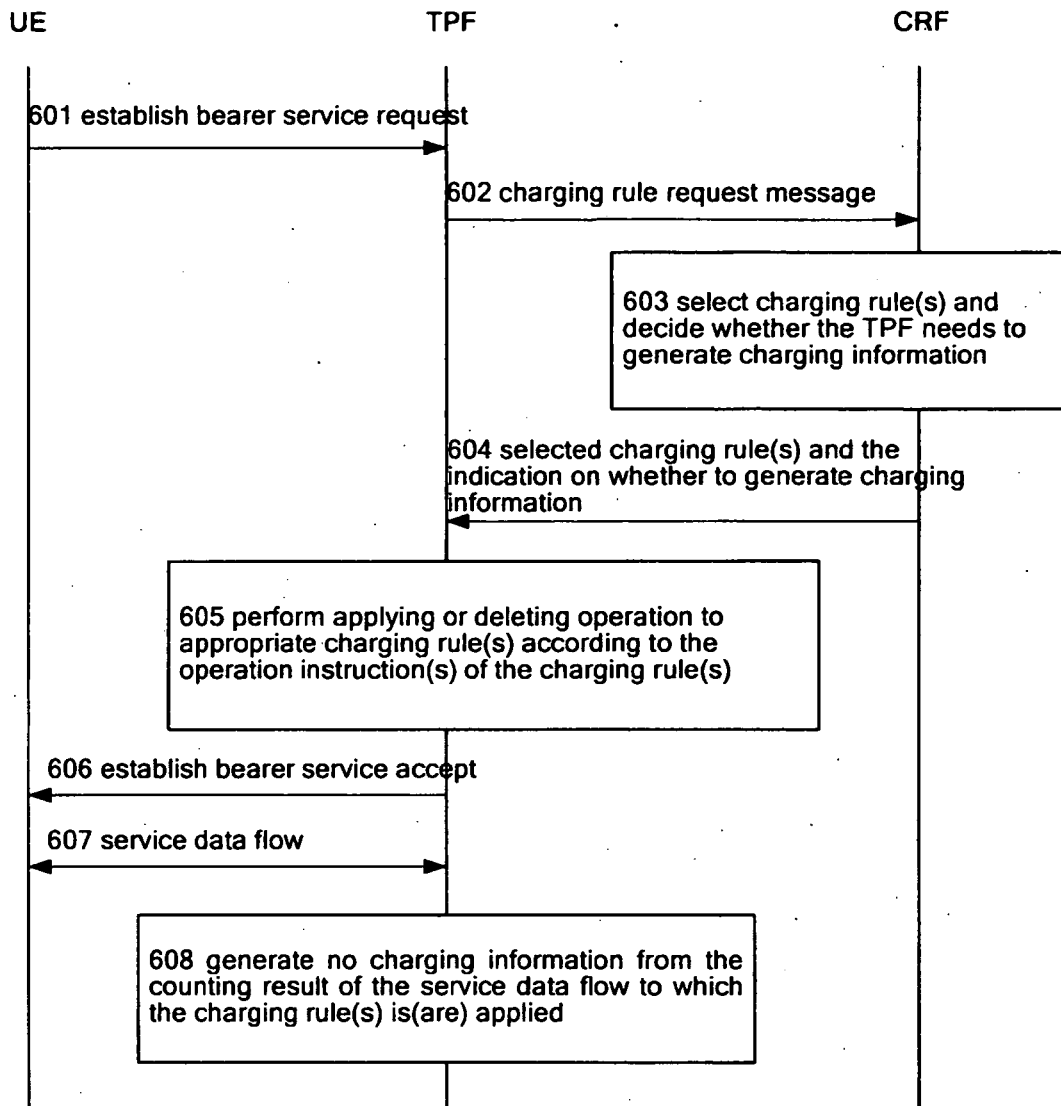 UE TPF CRF
601 establish bearer service request
602 charging rule request message
603 select charging rule(s) and
decide whether the TPF needs to
generate charging information
604 selected charging rule(s) and the
indication on whether to generate charging
information
605 perform applying or deleting operation to
appropriate charging rule(s) according to the
operation instruction(s) of the charging rule(s)
606 establish bearer service accept
607 service data flow
608 generate no charging information from the
counting result of the service data flow to which
the charging rule(s) is(are) applied